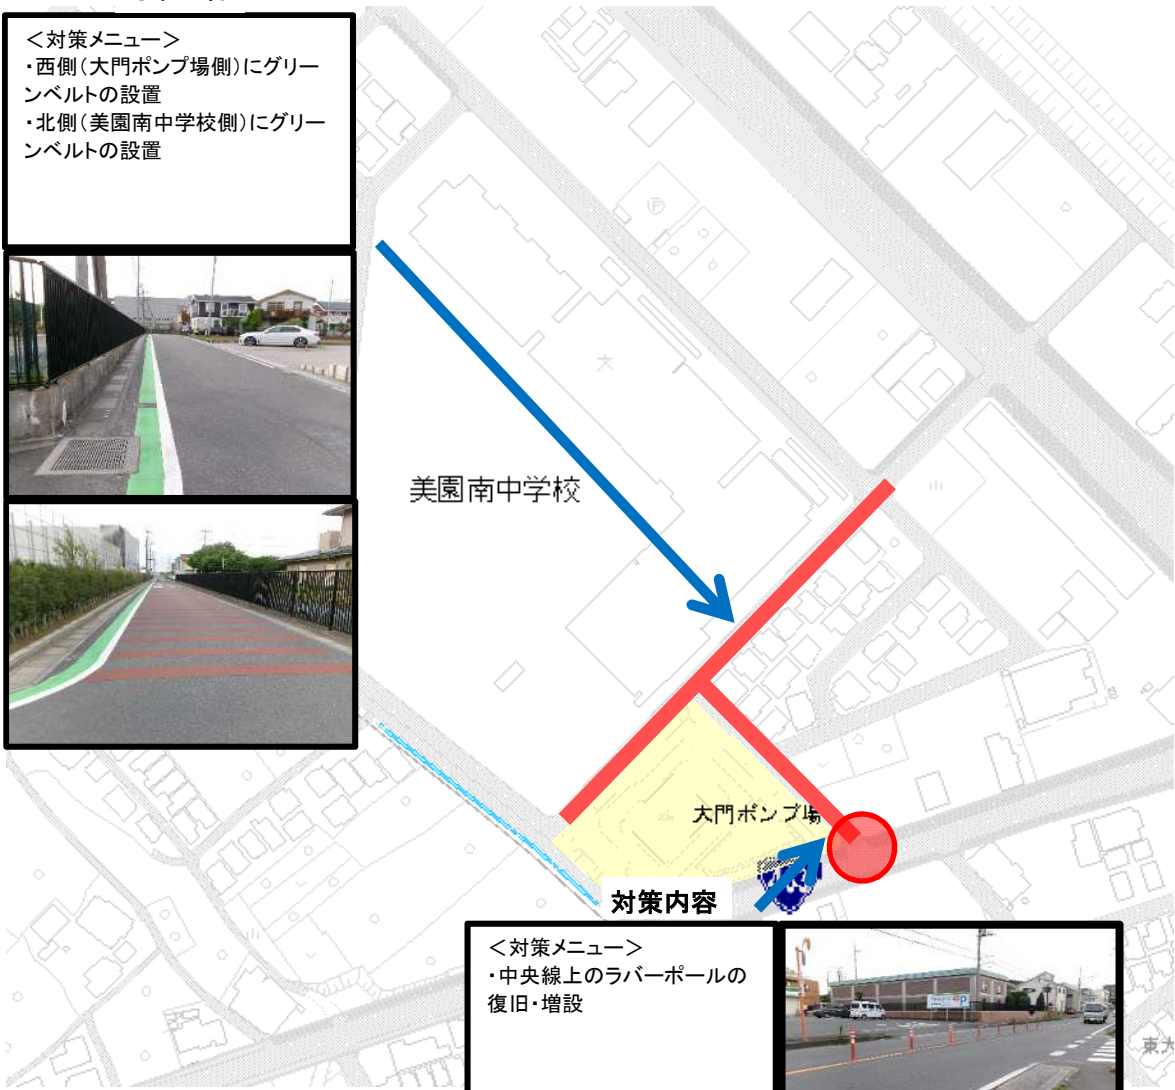 ＜対策メニュー＞
・西側（大門ポンプ場側）にグリー
ンベルトの設置
・北側（美園南中学校側）にグリー
ンベルトの設置
美園南中学校
大門ポンプ場
対策内容
＜対策メニュー＞
・中央線上のラバーポールの
復旧・増設
東大